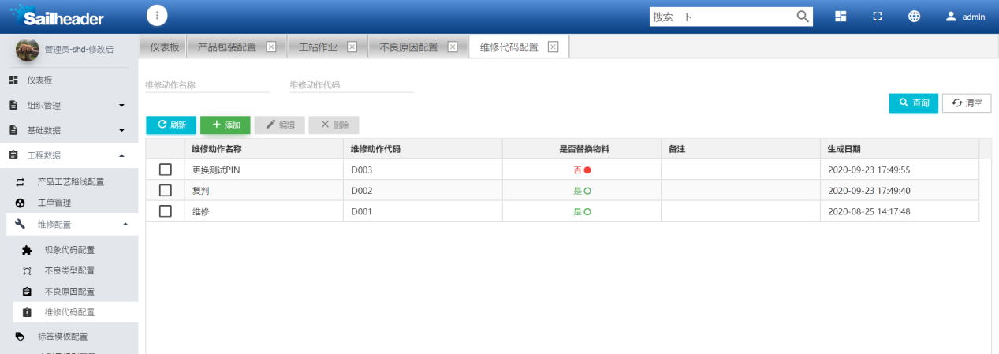 Sailheader
搜索一下
admin
管理员-shd-修改后
仪表板
组织管理
基础数据
工程数据
产品工艺路线配置
工单管理
维修配置
现象代码配置
不良类型配置
不良原因配置
维修代码配置
标签模板配置
仪表板 产品包装配置 工站作业 不良原因配置 维修代码配置
维修动作名称 维修动作代码
查询 清空
刷新 添加 编辑 删除
维修动作名称 维修动作代码 是否替换物料 备注 生成日期
更换测试PIN D003 否 2020-09-23 17:49:55
复判 D002 是 2020-09-23 17:49:40
维修 D001 是 2020-08-25 14:17:48